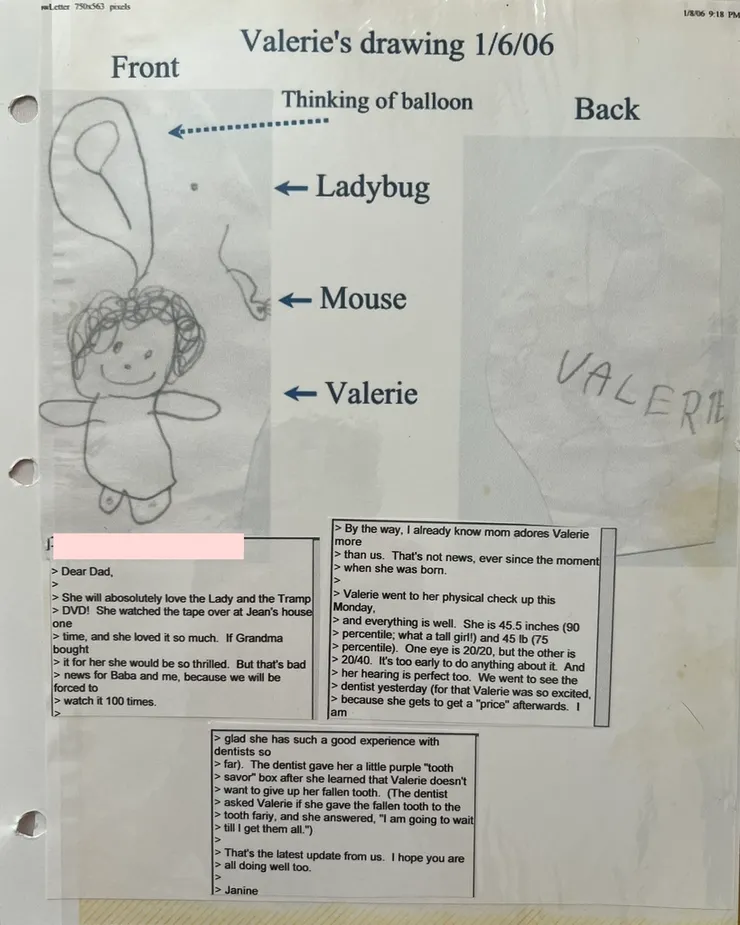 Letter 750x563 pixels
1/8/06 9:18 PM
Valerie's drawing 1/6/06
Front
Thinking of balloon
Back
Ladybug
Mouse
Valerie
VALERIE
> Dear Dad,
>
> She will abosolutely love the Lady and the Tramp
> DVD! She watched the tape over at Jean's house
one
> time, and she loved it so much. If Grandma
bought
> it for her she would be so thrilled. But that's bad
> news for Baba and me, because we will be
forced to
> watch it 100 times.
>
> By the way, I already know mom adores Valerie
more
> than us. That's not news, ever since the moment
> when she was born.
>
> Valerie went to her physical check up this
Monday,
> and everything is well. She is 45.5 inches (90
> percentile; what a tall girl!) and 45 lb (75
> percentile). One eye is 20/20, but the other is
> 20/40. It's too early to do anything about it. And
> her hearing is perfect too. We went to see the
> dentist yesterday (for that Valerie was so excited,
> because she gets to get a "price" afterwards. I
am
> glad she has such a good experience with
dentists so
> far). The dentist gave her a little purple "tooth
> savor" box after she learned that Valerie doesn't
> want to give up her fallen tooth. (The dentist
> asked Valerie if she gave the fallen tooth to the
> tooth fariy, and she answered, "I am going to wait
> till I get them all.")
>
> That's the latest update from us. I hope you are
> all doing well too.
>
> Janine